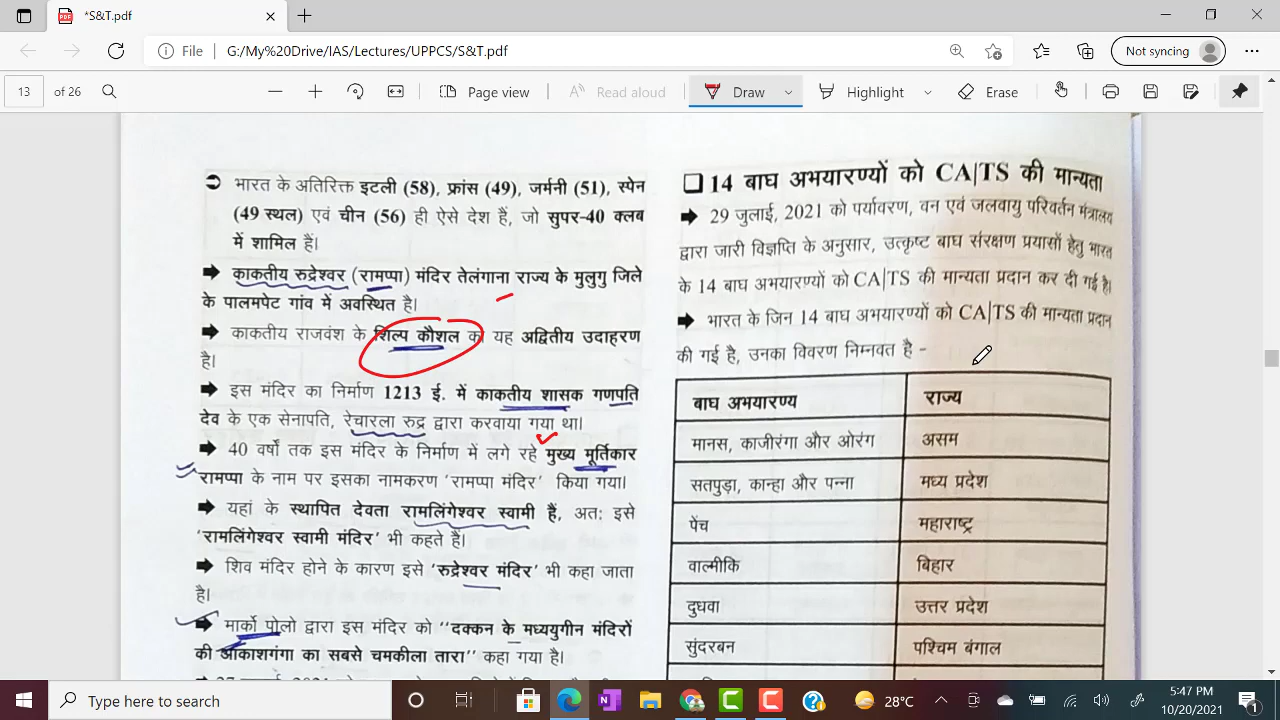 *S&T.pdf
File
G:/My%20Drive/IAS/Lectures/UPPCS/S&T.pdf
Not syncing
13
of 26
Page view
Read aloud
Draw
Highlight
Erase
भारत के अतिरिक्त इटली (58), फ्रांस (49), जर्मनी (51), स्पेन
(49 स्थल) एवं चीन (56) ही ऐसे देश हैं, जो सुपर-40 क्लब
में शामिल हैं।
काकतीय रुद्रेश्वर (रामप्पा) मंदिर तेलंगाना राज्य के मुलुगु जिले
के पालमपेट गांव में अवस्थित है।
काकतीय राजवंश के शिल्प कौशल का यह अद्वितीय उदाहरण
है।
इस मंदिर का निर्माण 1213 ई. में काकतीय शासक गणपति
देव के एक सेनापति, रेचारला रुद्र द्वारा करवाया गया था।
40 वर्षों तक इस मंदिर के निर्माण में लगे रहे मुख्य मूर्तिकार
रामप्पा के नाम पर इसका नामकरण 'रामप्पा मंदिर' किया गया।
यहां के स्थापित देवता रामलिंगेश्वर स्वामी हैं, अत: इसे
'रामलिंगेश्वर स्वामी मंदिर' भी कहते हैं।
शिव मंदिर होने के कारण इसे 'रुद्रेश्वर मंदिर' भी कहा जाता
है।
मार्को पोलो द्वारा इस मंदिर को "दक्कन के मध्ययुगीन मंदिरों
की आकाशगंगा का सबसे चमकीला तारा" कहा गया है।
14 बाघ अभयारण्यों को CA|TS की मान्यता
29 जुलाई, 2021 को पर्यावरण, वन एवं जलवायु परिवर्तन मंत्रालय
द्वारा जारी विज्ञप्ति के अनुसार, उत्कृष्ट बाघ संरक्षण प्रयासों हेतु भारत
के 14 बाघ अभयारण्यों को CA|TS की मान्यता प्रदान कर दी गई है।
भारत के जिन 14 बाघ अभयारण्यों को CA|TS की मान्यता प्रदान
की गई है, उनका विवरण निम्नवत है -
बाघ अभयारण्य राज्य
मानस, काजीरंगा और ओरंग असम
सतपुड़ा, कान्हा और पन्ना मध्य प्रदेश
पेंच महाराष्ट्र
वाल्मीकि बिहार
दुधवा उत्तर प्रदेश
सुंदरबन पश्चिम बंगाल
Type here to search
28°C
ENG
5:47 PM
10/20/2021
1